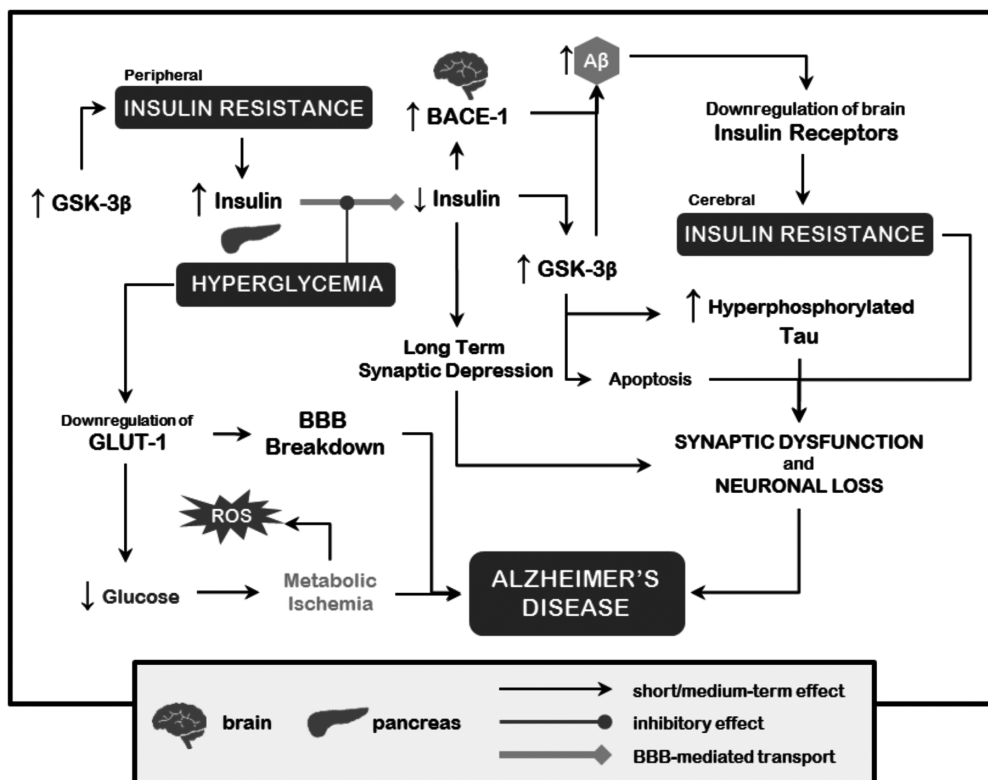 Peripheral
INSULIN RESISTANCE
↑ GSK-3β
↑ Insulin
HYPERGLYCEMIA
↑ BACE-1
↓ Insulin
↑ Aβ
Downregulation of brain
Insulin Receptors
Cerebral
INSULIN RESISTANCE
↑ GSK-3β
↑ Hyperphosphorylated
Tau
Long Term
Synaptic Depression
Apoptosis
Downregulation of
GLUT-1
BBB
Breakdown
SYNAPTIC DYSFUNCTION
and
NEURONAL LOSS
ROS
↓ Glucose
Metabolic
Ischemia
ALZHEIMER'S
DISEASE
brain
pancreas
short/medium-term effect
inhibitory effect
BBB-mediated transport